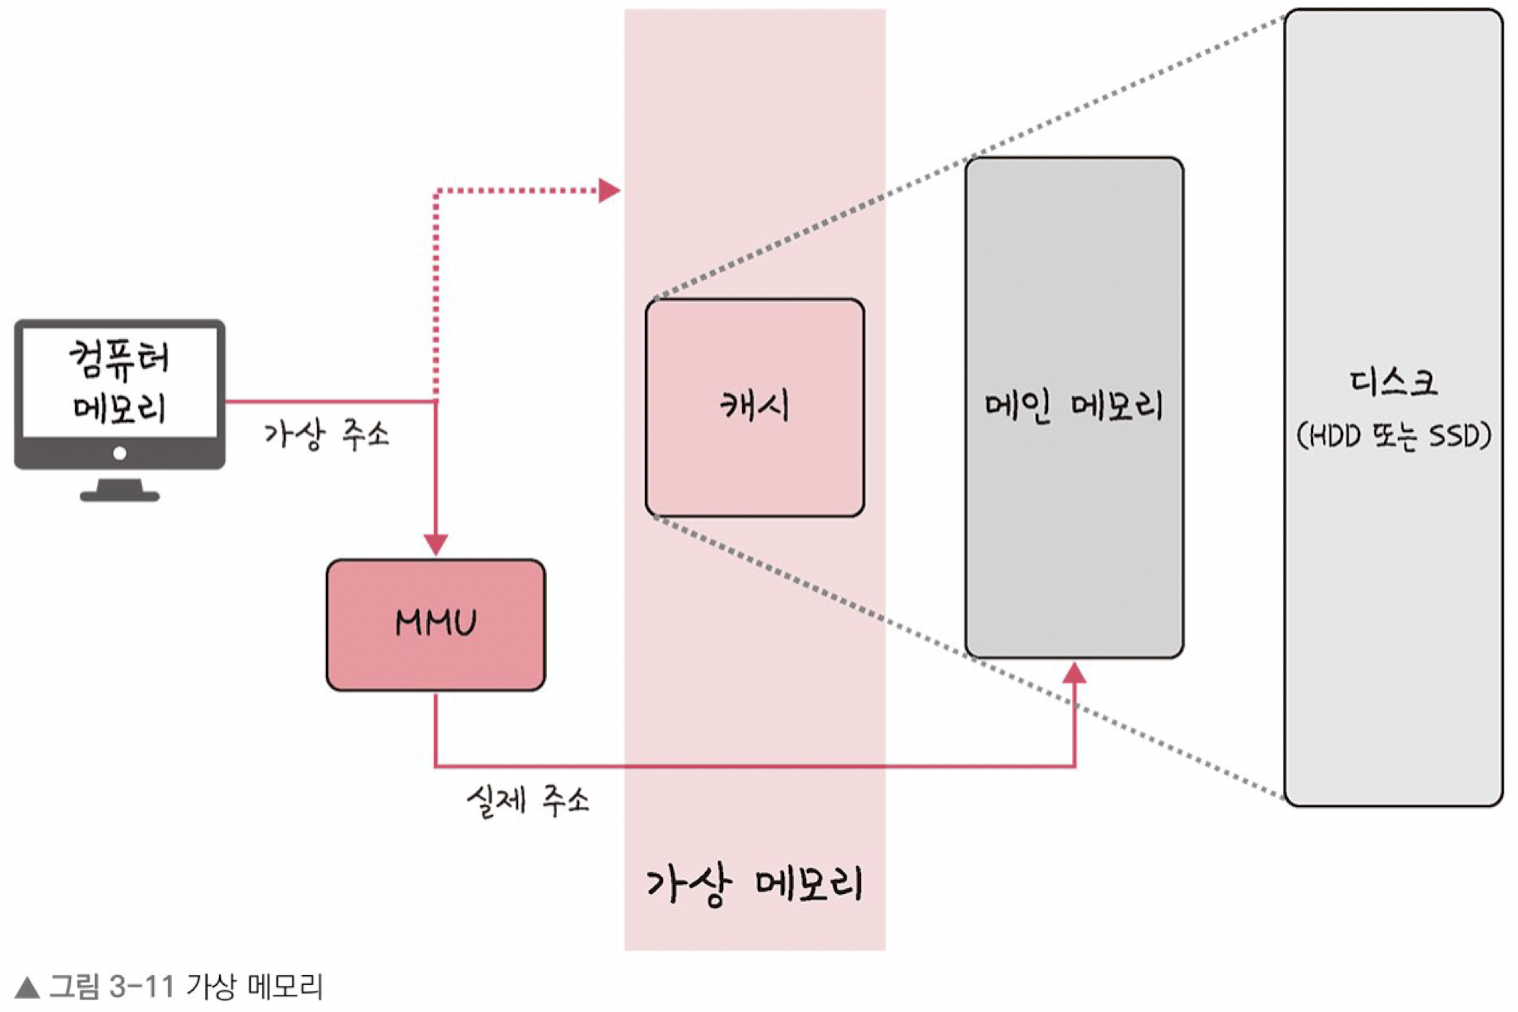 컴퓨터
메모리
가상 주소
MMU
실제 주소
캐시
가상 메모리
메인 메모리
디스크
(HDD 또는 SSD)
▲ 그림 3-11 가상 메모리